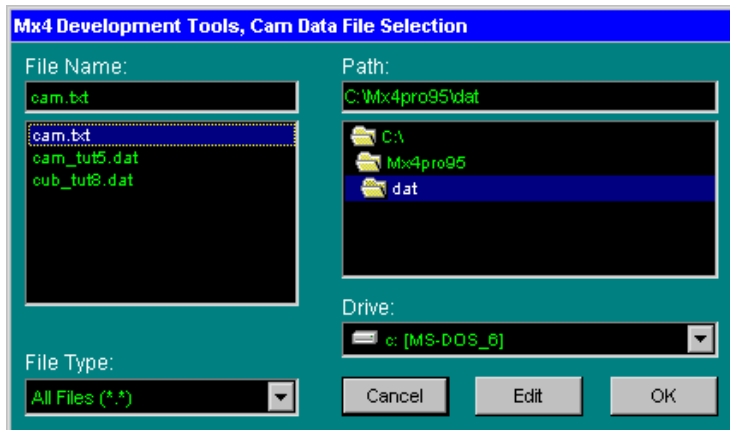 Mx4 Development Tools, Cam Data File Selection
File Name:
cam.txt
cam.txt
cam_tut5.dat
cub_tut8.dat
File Type:
All Files (*.*)
Path:
C:\Mx4pro95\dat
C:\
Mx4pro95
dat
Drive:
c: [MS-DOS_6]
Cancel
Edit
OK